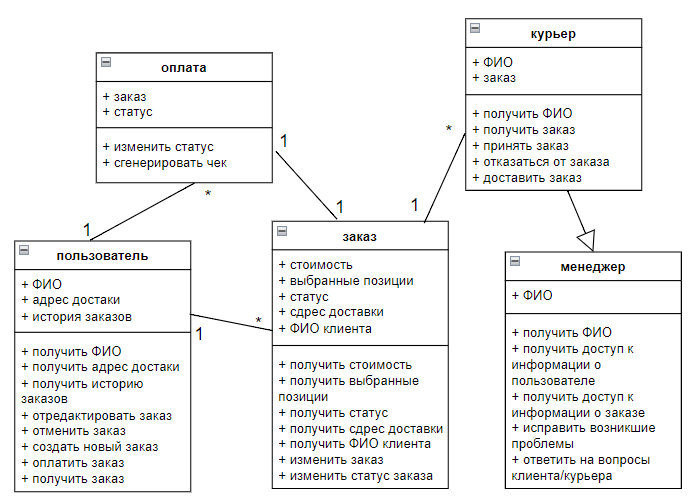 курьер
+ ФИО
+ заказ
+ получить ФИО
+ получить заказ
+ принять заказ
+ отказаться от заказа
+ доставить заказ
оплата
+ заказ
+ статус
+ изменить статус
+ сгенерировать чек
1
*
*
1
1
1
пользователь
+ ФИО
+ адрес достаки
+ история заказов
+ получить ФИО
+ получить адрес достаки
+ получить историю
заказов
+ отредактировать заказ
+ отменить заказ
+ создать новый заказ
+ оплатить заказ
+ получить заказ
1
*
заказ
+ стоимость
+ выбранные позиции
+ статус
+ сдрес доставки
+ ФИО клиента
+ получить стоимость
+ получить выбранные
позиции
+ получить статус
+ получить сдрес доставки
+ получить ФИО клиента
+ изменить заказ
+ изменить статус заказа
менеджер
+ ФИО
+ получить ФИО
+ получить доступ к
информации о
пользователе
+ получить доступ к
информации о заказе
+ исправить возникшие
проблемы
+ ответить на вопросы
клиента/курьера